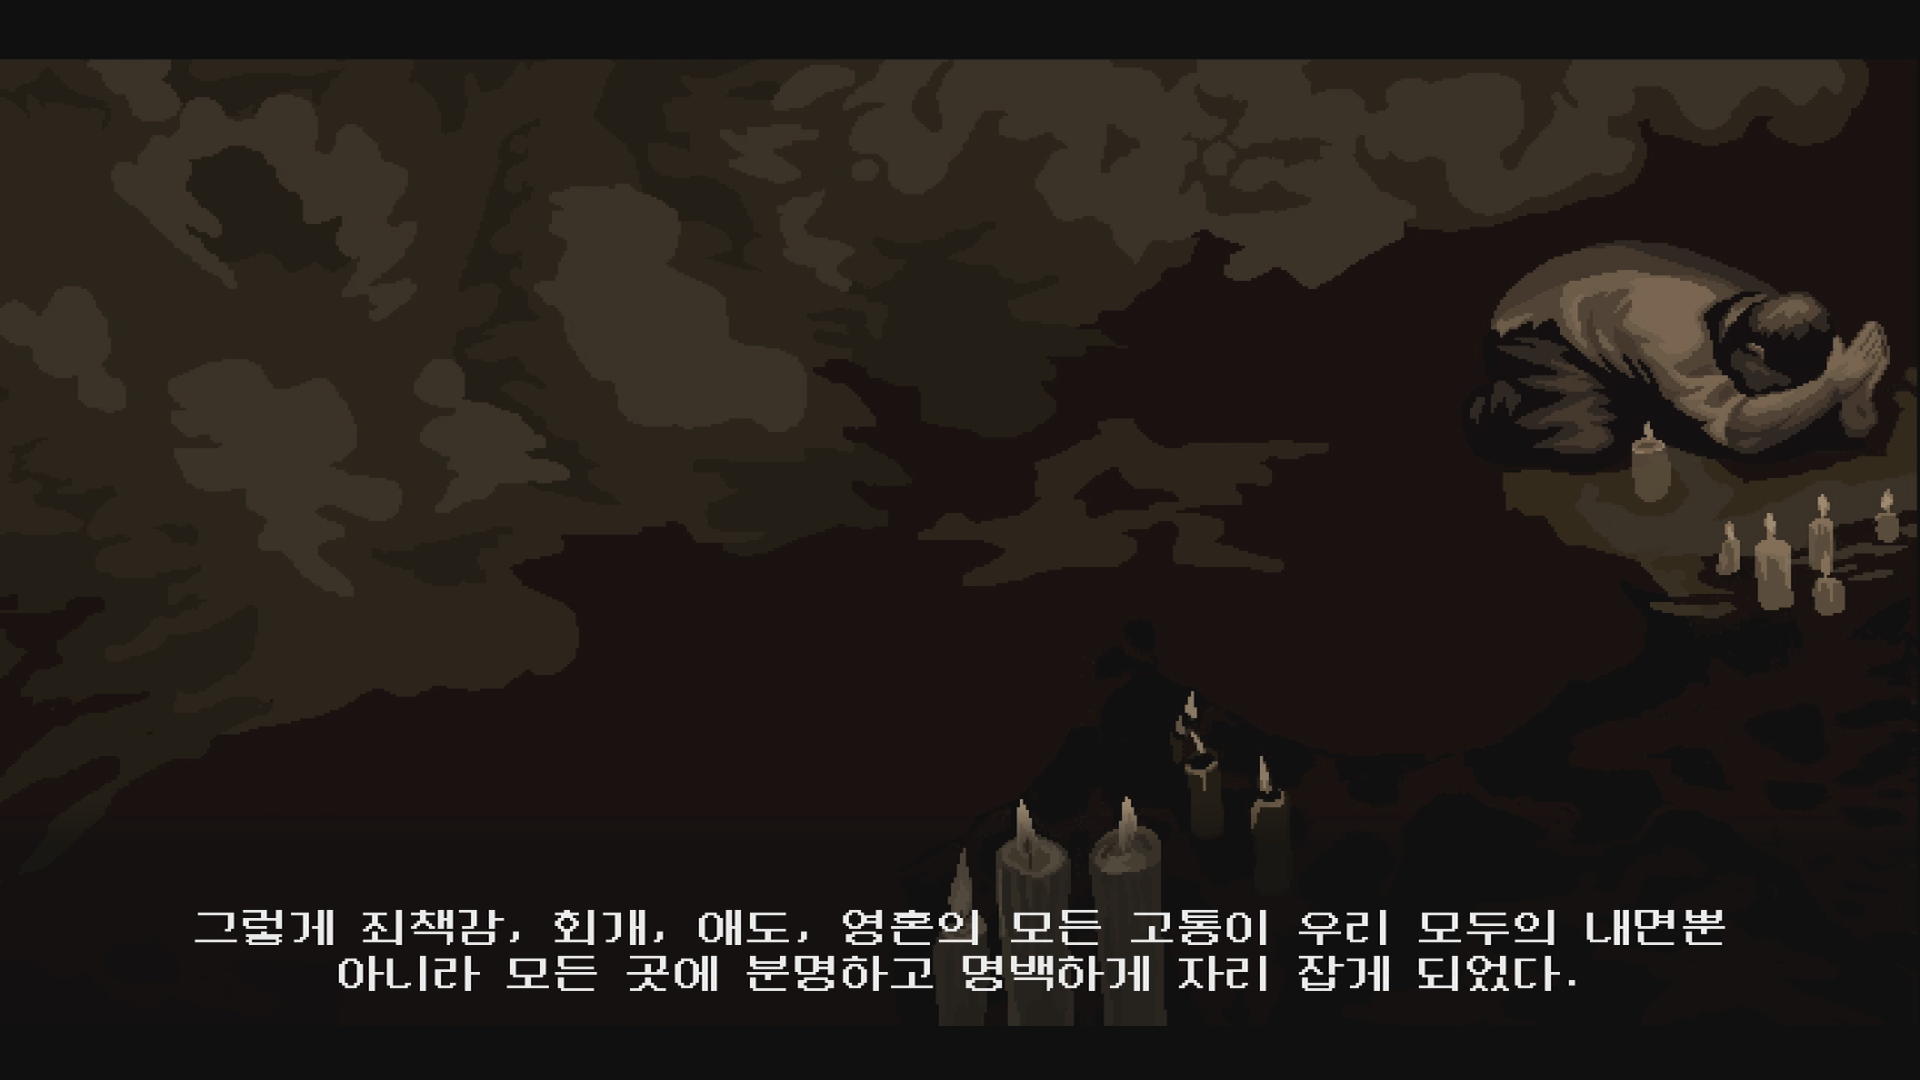 그렇게 죄책감, 회개, 애도, 영혼의 모든 고통이 우리 모두의 내면뿐
아니라 모든 곳에 분명하고 명백하게 자리 잡게 되었다.